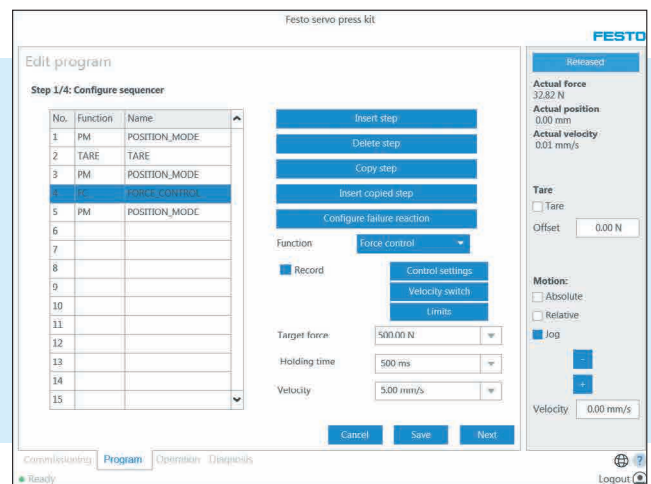 Festo servo press kit
FESTO
Edit program
Step 1/4: Configure sequencer
No. Function Name
1 PM POSITION_MODE
2 TARE TARE
3 PM POSITION_MODE
4 FC FORCE_CONTROL
5 PM POSITION_MODE
6
7
8
9
10
11
12
13
14
15
Insert step
Delete step
Copy step
Insert copied step
Configure failure reaction
Function Force control
Record
Control settings
Velocity switch
Limits
Target force 500.00 N
Holding time 500 ms
Velocity 5.00 mm/s
Cancel Save Next
Released
Actual force
32.82 N
Actual position
0.00 mm
Actual velocity
0.01 mm/s
Tare
Tare
Offset 0.00 N
Motion:
Absolute
Relative
Jog
-
+
Velocity 0.00 mm/s
Commissioning Program Operation Diagnosis
?
Ready
Logout